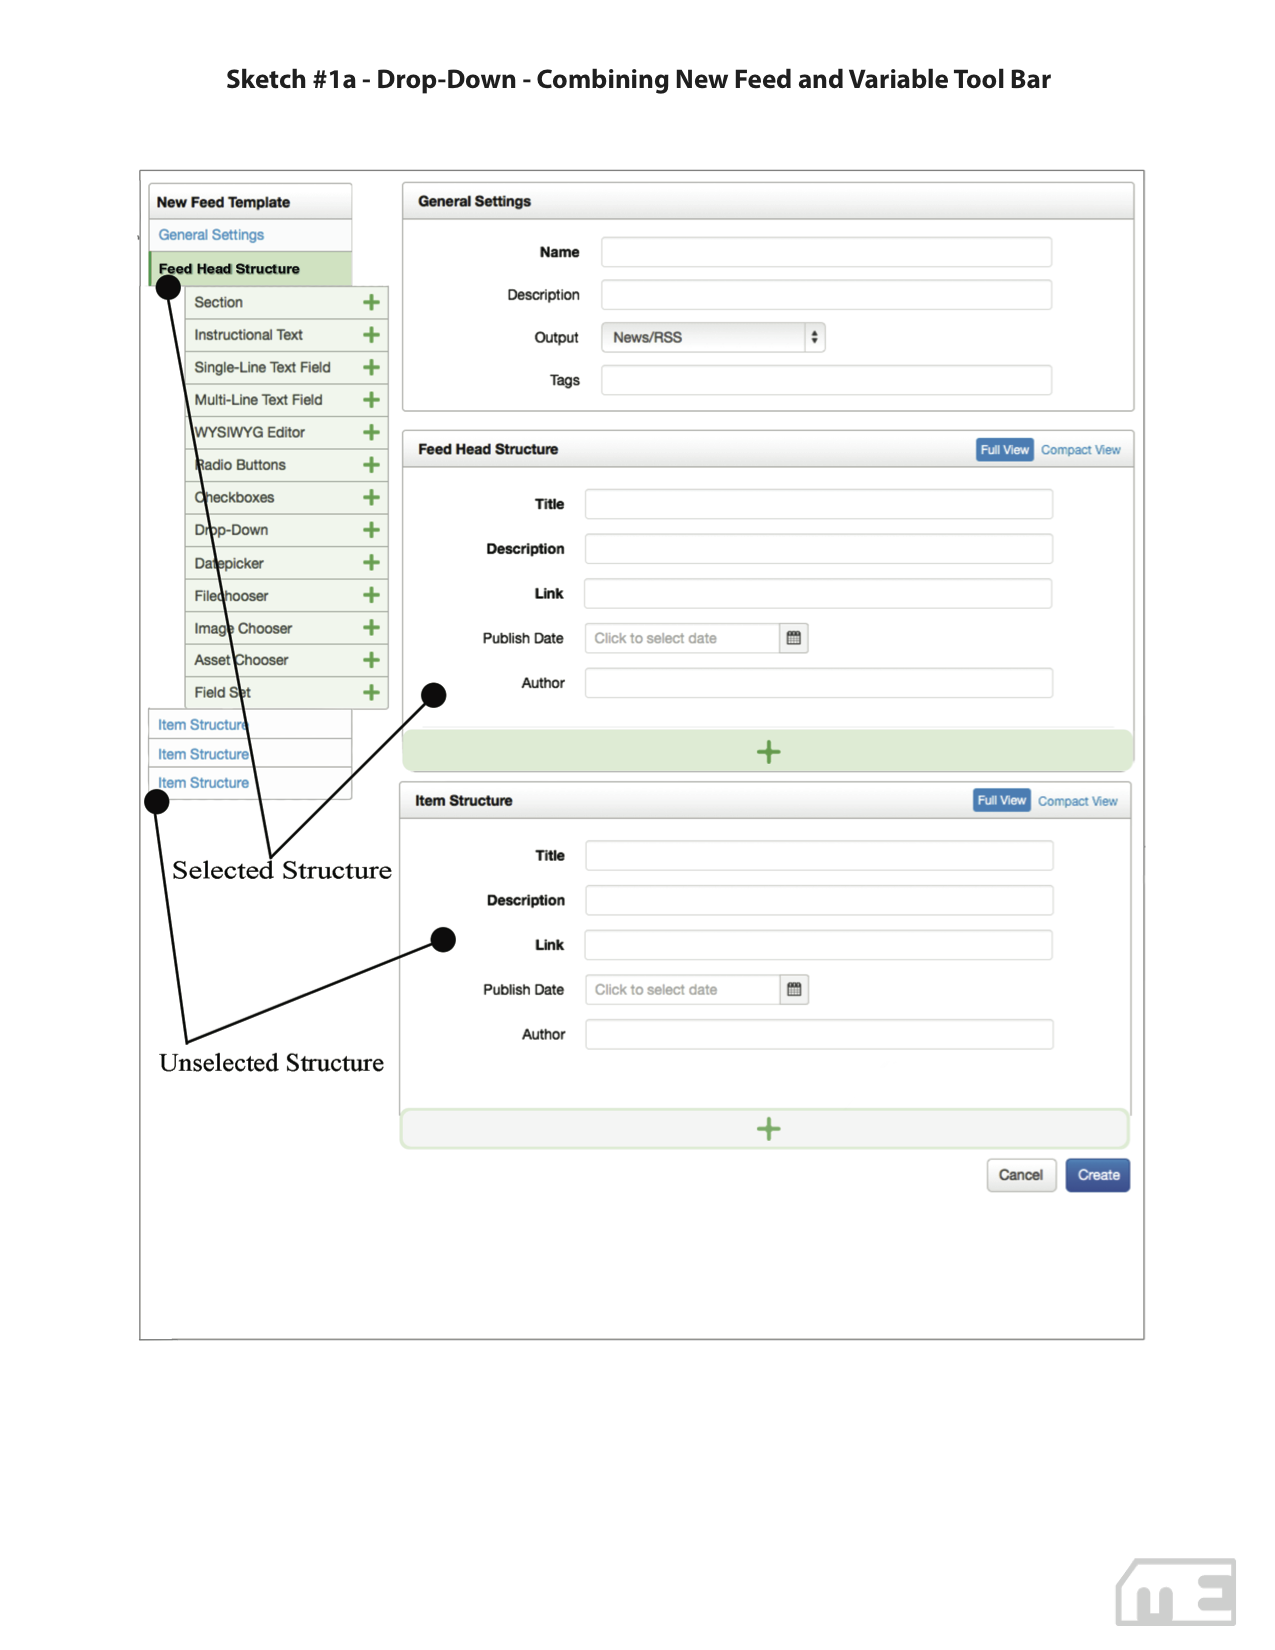 Sketch #1a - Drop-Down - Combining New Feed and Variable Tool Bar
New Feed Template
General Settings
Feed Head Structure
Section
Instructional Text
Single-Line Text Field
Multi-Line Text Field
WYSIWYG Editor
Radio Buttons
Checkboxes
Drop-Down
Datepicker
Filechooser
Image Chooser
Asset Chooser
Field Set
Item Structure
Item Structure
Item Structure
Selected Structure
Unselected Structure
General Settings
Name
Description
Output News/RSS
Tags
Feed Head Structure Full View Compact View
Title
Description
Link
Publish Date Click to select date
Author
Item Structure Full View Compact View
Title
Description
Link
Publish Date Click to select date
Author
Cancel Create